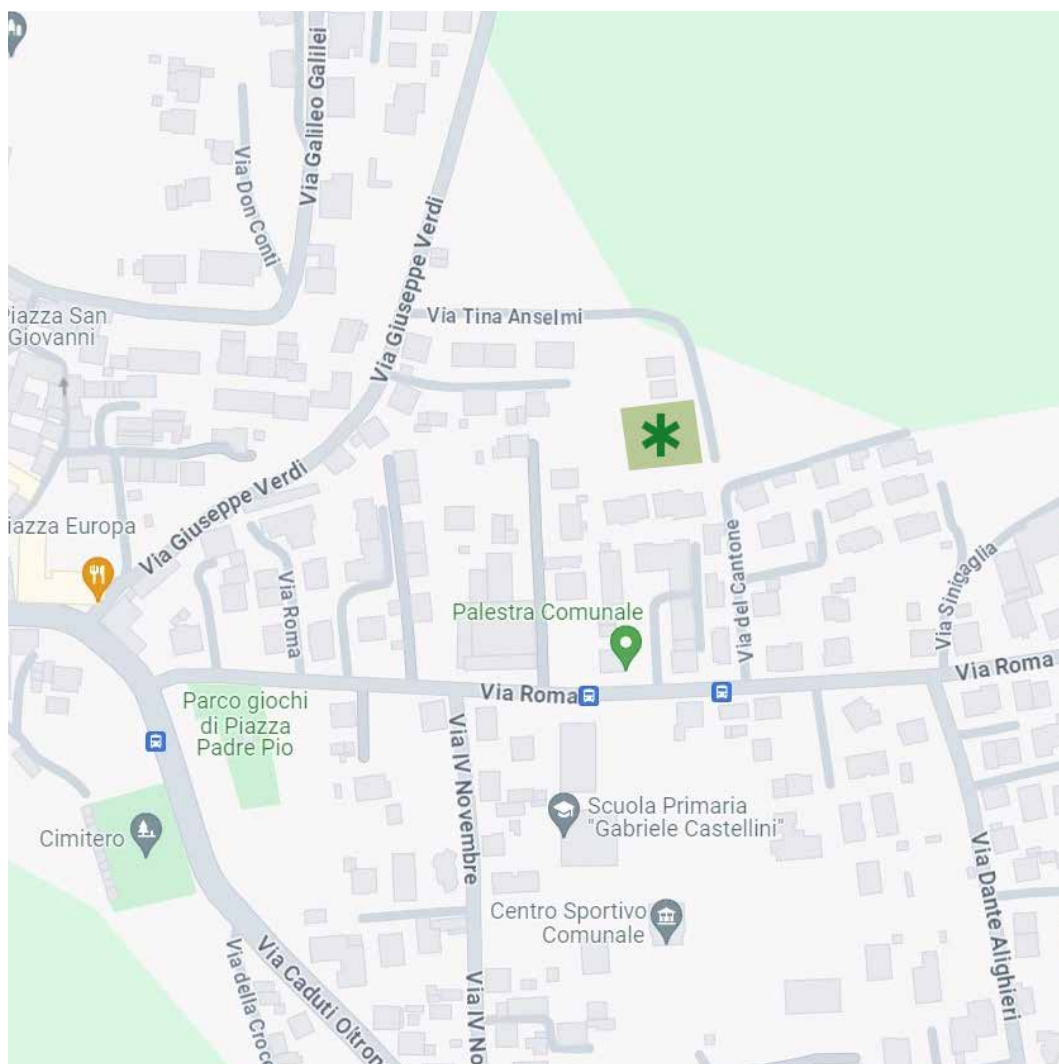 Via Galileo Galilei
Via Don Conti
Via Giuseppe Verdi
Via Tina Anselmi
Piazza San
Giovanni
Via Giuseppe Verdi
iazza Europa
Via Roma
Via del Cantone
Via Sinigaglia
Palestra Comunale
Via Roma
Via Roma
Parco giochi
di Piazza
Padre Pio
Via IV Novembre
Scuola Primaria
"Gabriele Castellini"
Cimitero
Via Dante Alighieri
Centro Sportivo
Comunale
Via della Croce
Via Caduti Oltron
Via IV No